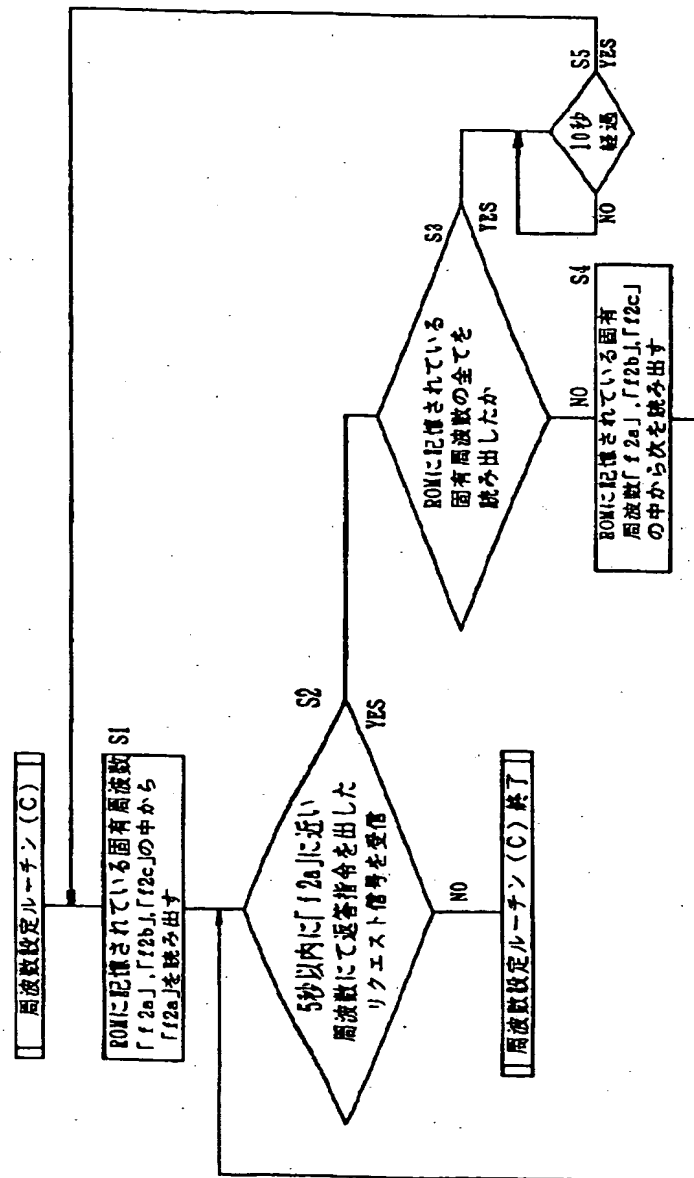 周波数設定ルーチン(C)
ROMに記憶されている固有周波数
「f2a」,「f2b」,「f2c」の中から
「f2a」を読み出す
S1
5秒以内に「f2a」に近い
周波数にて返答指令を出した
リクエスト信号を受信
S2
YES
NO
周波数設定ルーチン(C)終了
ROMに記憶されている
固有周波数の全てを
読み出したか
S3
YES
NO
S4
ROMに記憶されている固有
周波数「f2a」,「f2b」,「f2c」
の中から次を読み出す
10秒
経過
S5
YES
NO